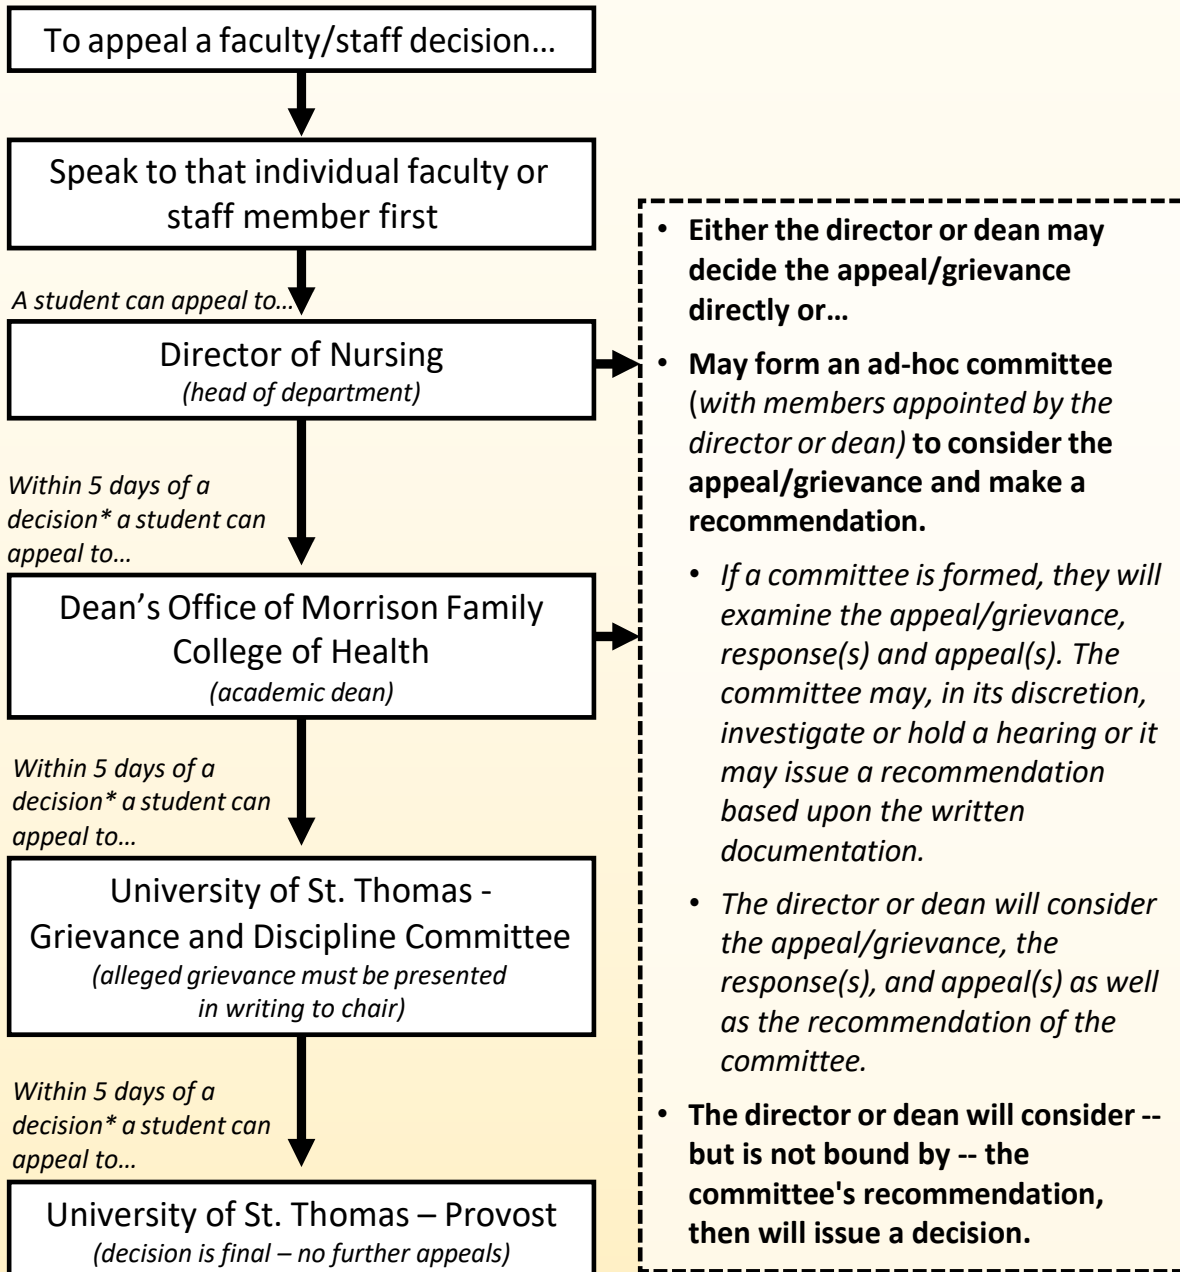 To appeal a faculty/staff decision…
Speak to that individual faculty or
staff member first
A student can appeal to…
Director of Nursing
(head of department)
Within 5 days of a
decision* a student can
appeal to…
Dean’s Office of Morrison Family
College of Health
(academic dean)
Within 5 days of a
decision* a student can
appeal to…
University of St. Thomas -
Grievance and Discipline Committee
(alleged grievance must be presented
in writing to chair)
Within 5 days of a
decision* a student can
appeal to…
University of St. Thomas – Provost
(decision is final – no further appeals)
• Either the director or dean may
decide the appeal/grievance
directly or…
• May form an ad-hoc committee
(with members appointed by the
director or dean) to consider the
appeal/grievance and make a
recommendation.
• If a committee is formed, they will
examine the appeal/grievance,
response(s) and appeal(s). The
committee may, in its discretion,
investigate or hold a hearing or it
may issue a recommendation
based upon the written
documentation.
• The director or dean will consider
the appeal/grievance, the
response(s), and appeal(s) as well
as the recommendation of the
committee.
• The director or dean will consider --
but is not bound by -- the
committee's recommendation,
then will issue a decision.